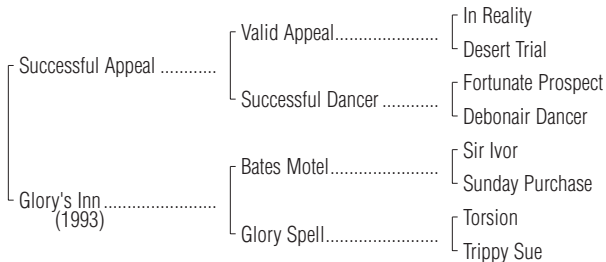 In Reality
Valid Appeal....................
Desert Trial
Successful Appeal ............
Fortunate Prospect
Successful Dancer ............
Debonair Dancer
Sir Ivor
Bates Motel.....................
Sunday Purchase
Glory's Inn ........................
(1993)
Torsion
Glory Spell......................
Trippy Sue